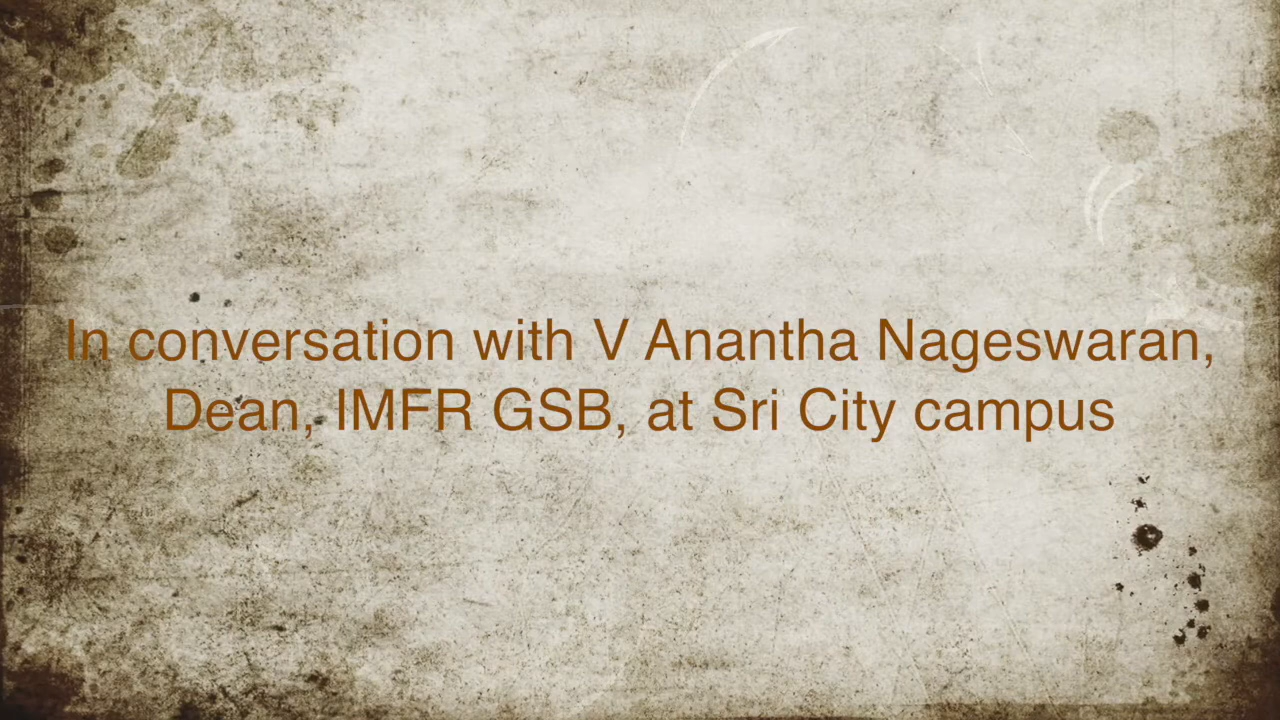 In conversation with V Anantha Nageswaran,
Dean, IMFR GSB, at Sri City campus